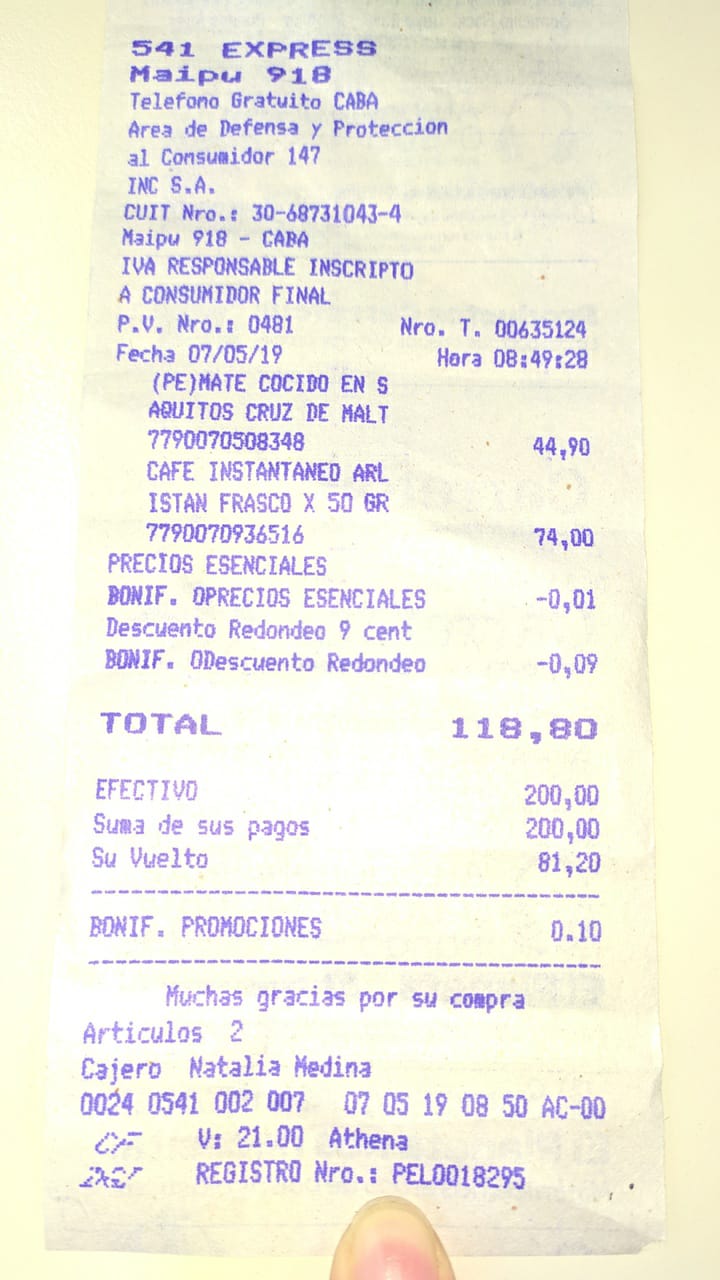 541 EXPRESS
Maipu 918
Telefono Gratuito CABA
Area de Defensa y Proteccion
al Consumidor 147
INC S.A.
CUIT Nro.: 30-68731043-4
Maipu 918 - CABA
IVA RESPONSABLE INSCRIPTO
A CONSUMIDOR FINAL
P.V. Nro.: 0481 Nro. T. 00635124
Fecha 07/05/19 Hora 08:49:28
(PE)MATE COCIDO EN S
AQUITOS CRUZ DE MALT
7790070508348 44,90
CAFE INSTANTANEO ARL
ISTAN FRASCO X 50 GR
7790070936516 74,00
PRECIOS ESENCIALES
BONIF. OPRECIOS ESENCIALES -0,01
Descuento Redondeo 9 cent
BONIF. ODescuento Redondeo -0,09
TOTAL 118,80
EFECTIVO 200,00
Suma de sus pagos 200,00
Su Vuelto 81,20
BONIF. PROMOCIONES 0.10
Muchas gracias por su compra
Articulos 2
Cajero Natalia Medina
0024 0541 002 007 07 05 19 08 50 AC-00
CF V: 21.00 Athena
REGISTRO Nro.: PEL0018295